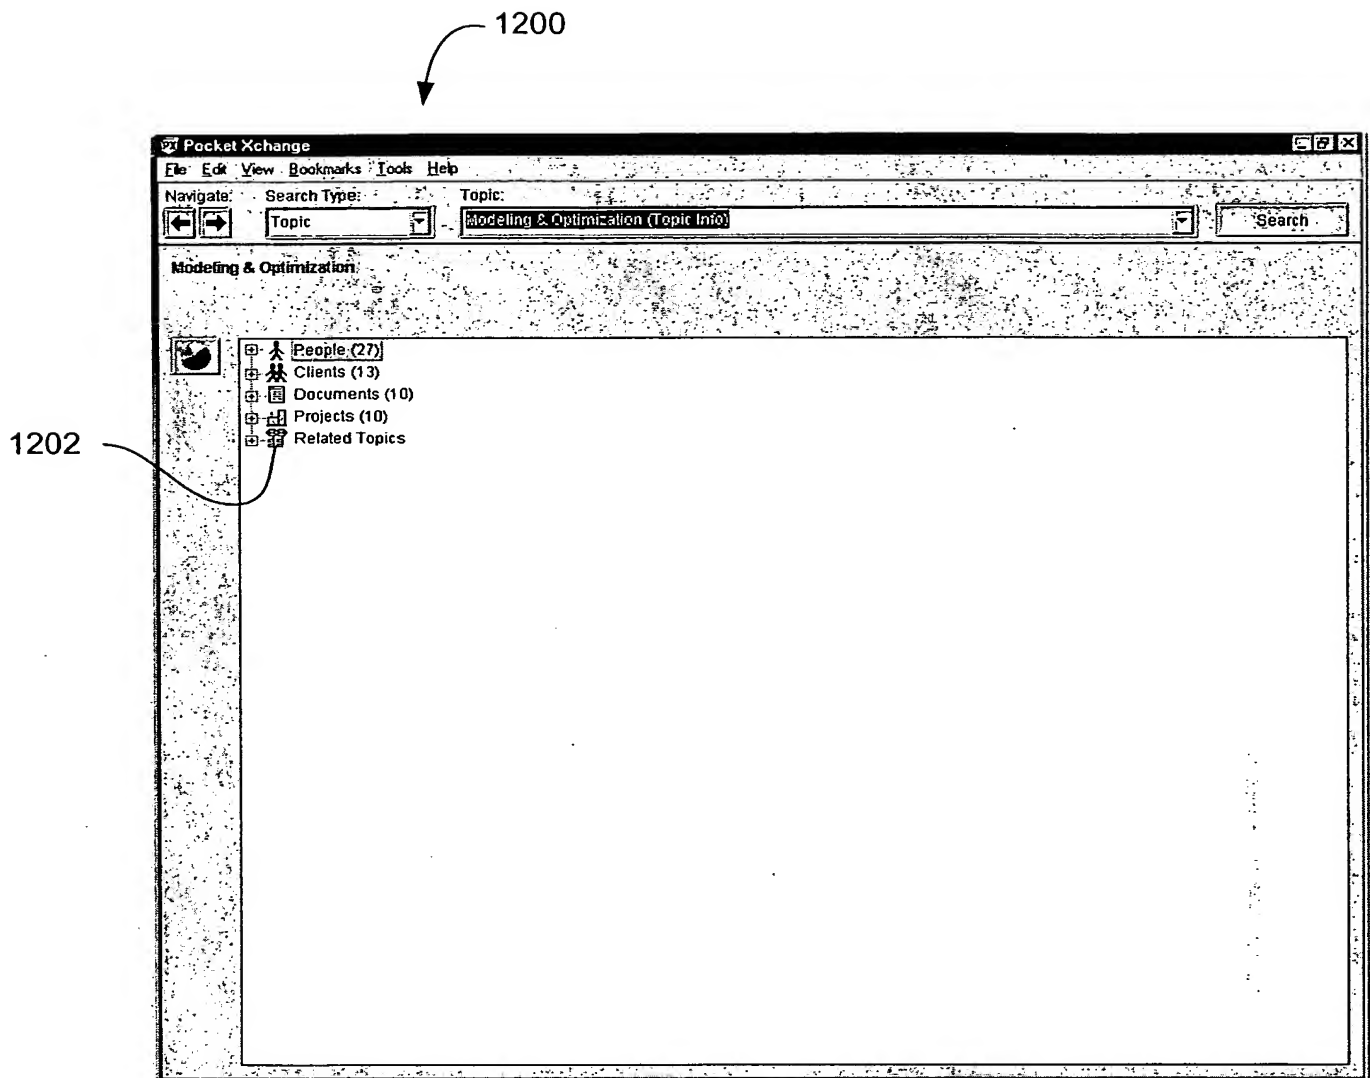 1200
Pocket Xchange
File Edit View Bookmarks Tools Help
Navigate: Search Type: Topic:
Topic Modeling & Optimization (Topic Info) Search
Modeling & Optimization
People (27)
Clients (13)
Documents (10)
Projects (10)
1202
Related Topics